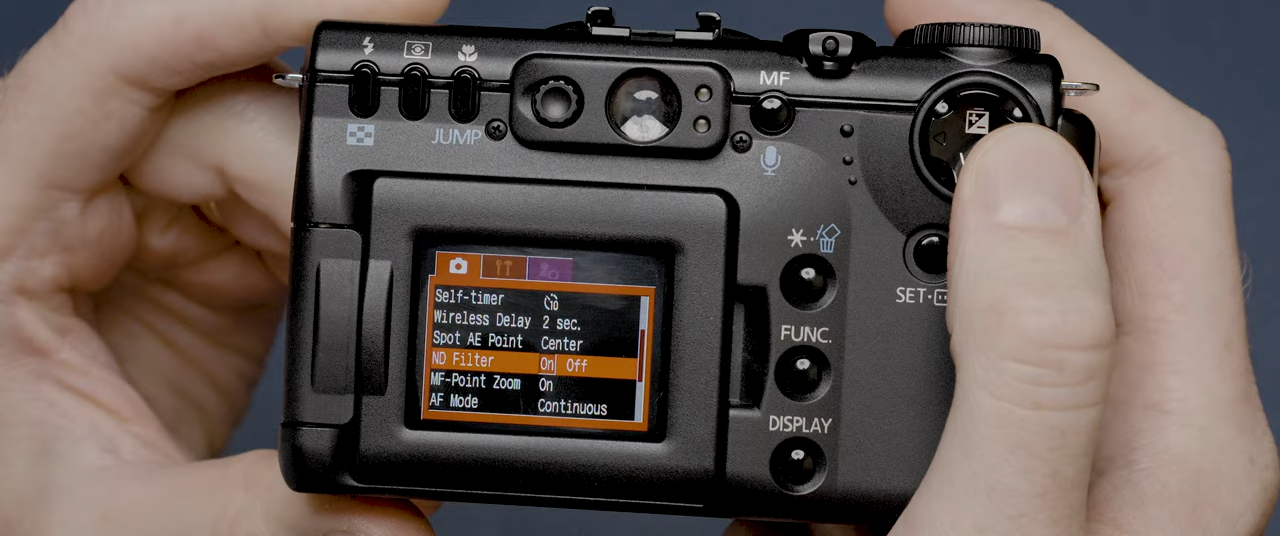 MF
JUMP
SET
FUNC.
DISPLAY
Self-timer 10
Wireless Delay 2 sec.
Spot AE Point Center
ND Filter On Off
MF-Point Zoom On
AF Mode Continuous